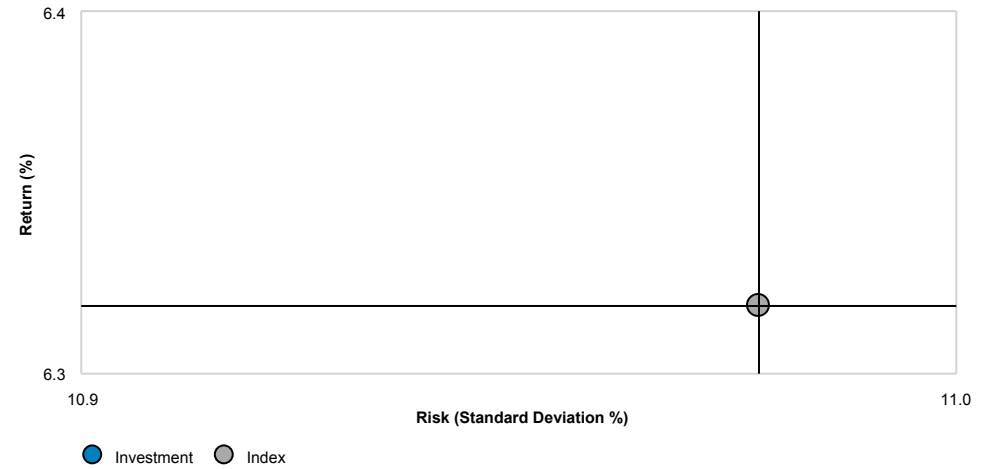 6.4
Return (%)
6.3
10.9
11.0
Risk (Standard Deviation %)
Investment
Index